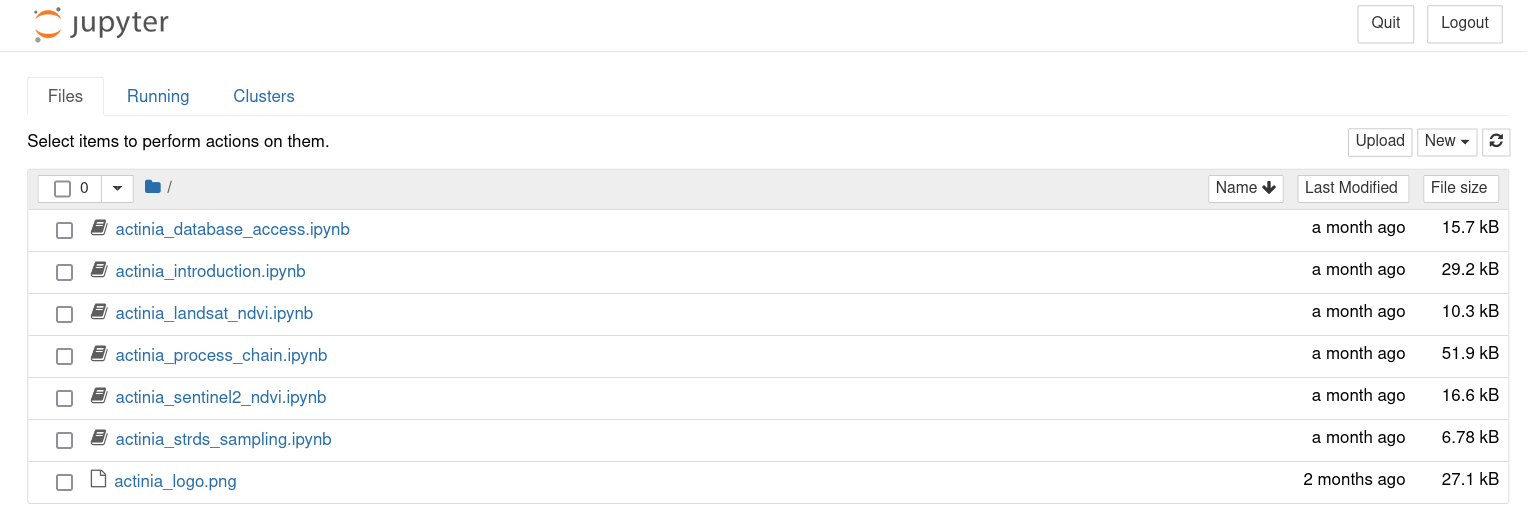 jupyter Quit Logout
Files Running Clusters
Select items to perform actions on them. Upload New
0 / Name Last Modified File size
actinia_database_access.ipynb a month ago 15.7 kB
actinia_introduction.ipynb a month ago 29.2 kB
actinia_landsat_ndvi.ipynb a month ago 10.3 kB
actinia_process_chain.ipynb a month ago 51.9 kB
actinia_sentinel2_ndvi.ipynb a month ago 16.6 kB
actinia_strds_sampling.ipynb a month ago 6.78 kB
actinia_logo.png 2 months ago 27.1 kB